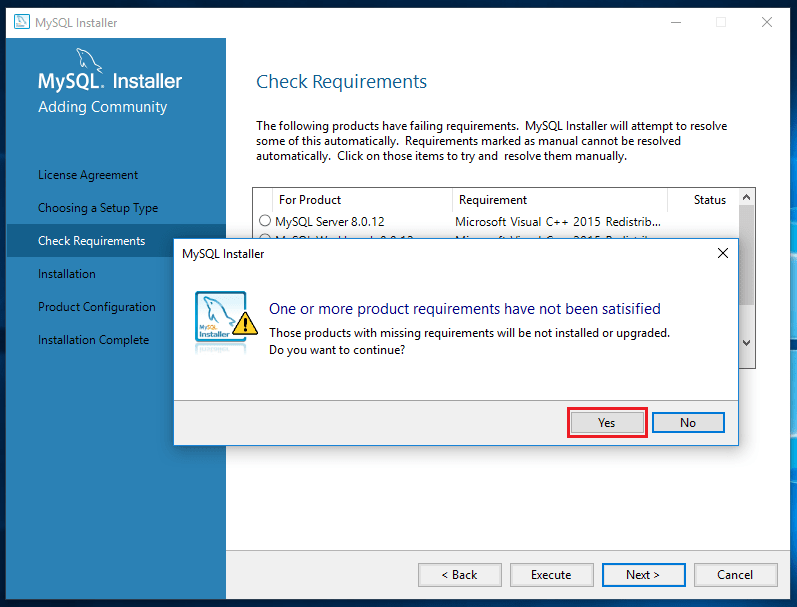 MySQL Installer
MySQL. Installer
Adding Community
License Agreement
Choosing a Setup Type
Check Requirements
Installation
Product Configuration
Installation Complete
Check Requirements
The following products have failing requirements. MySQL Installer will attempt to resolve
some of this automatically. Requirements marked as manual cannot be resolved
automatically. Click on those items to try and resolve them manually.
For Product Requirement Status
MySQL Server 8.0.12 Microsoft Visual C++ 2015 Redistrib...
MySQL Installer
MySQL
Installer
One or more product requirements have not been satisified
Those products with missing requirements will be not installed or upgraded.
Do you want to continue?
Yes No
< Back Execute Next > Cancel